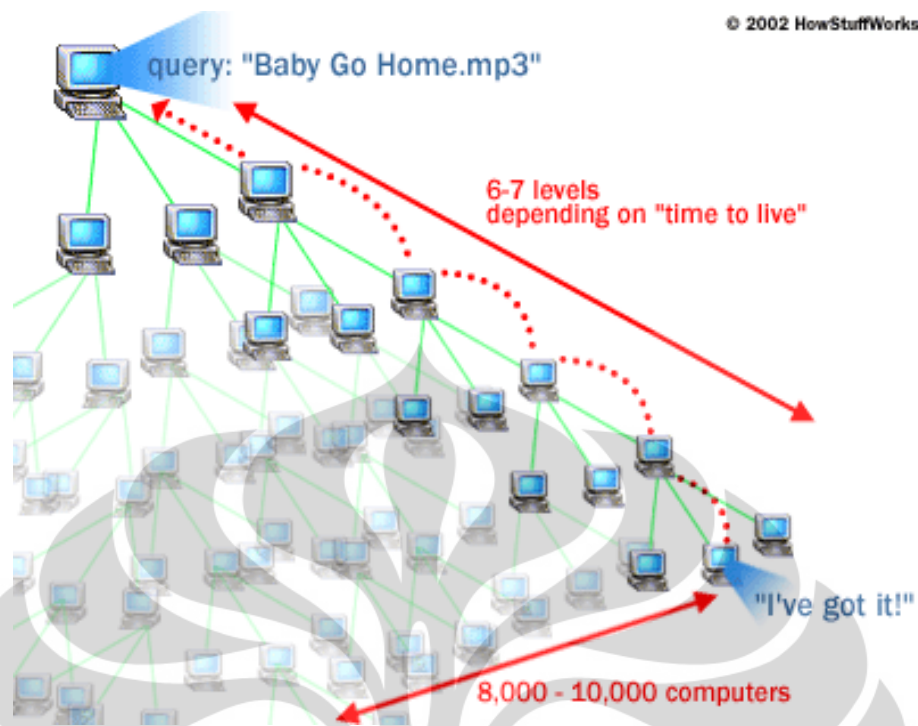 © 2002 HowStuffWorks
query: "Baby Go Home.mp3"
6-7 levels
depending on "time to live"
"I've got it!"
8,000 - 10,000 computers